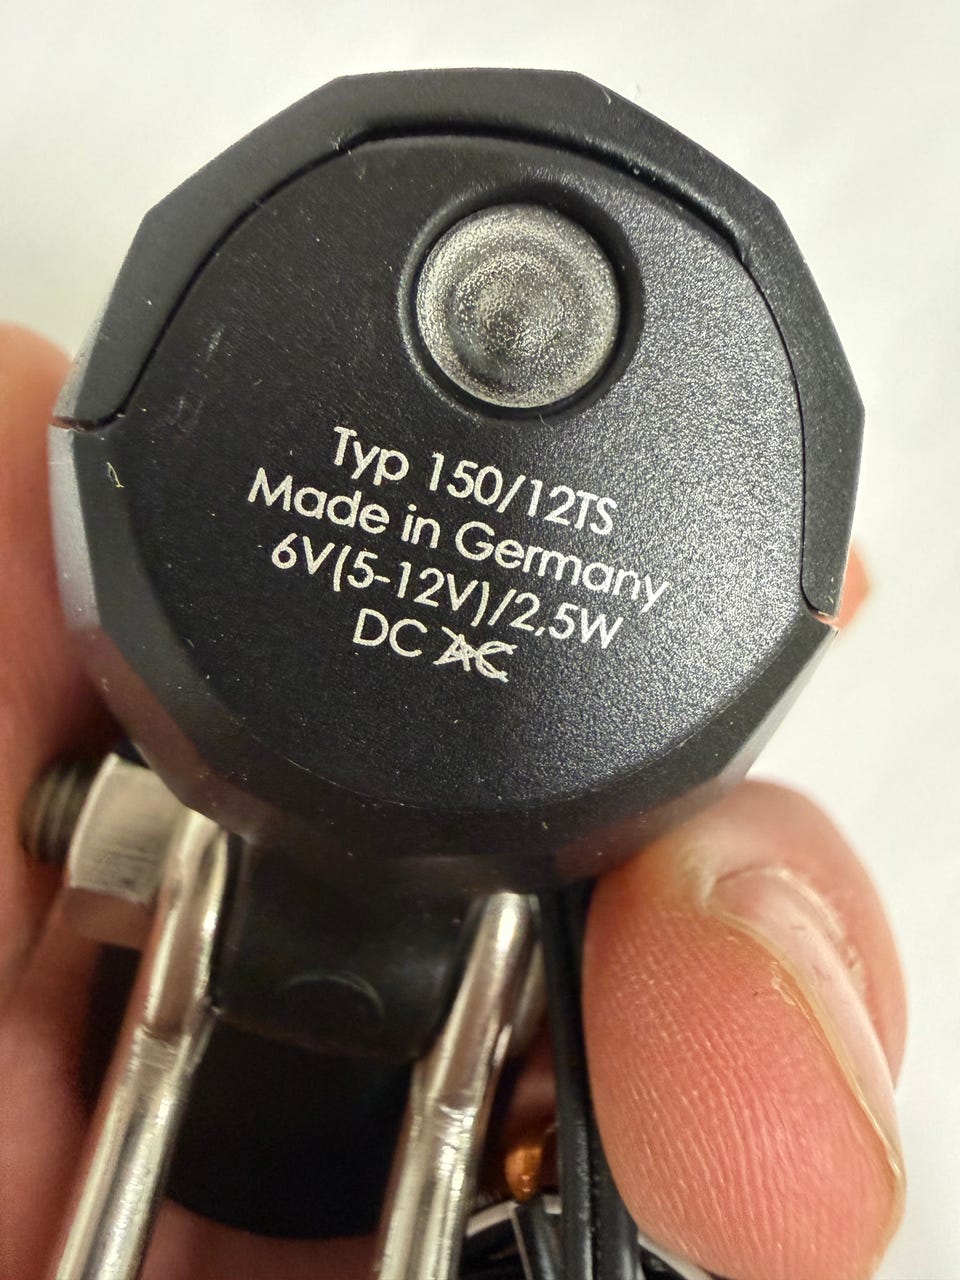 Typ 150/12TS
Made in Germany
6V(5-12V)/2,5W
DC AC